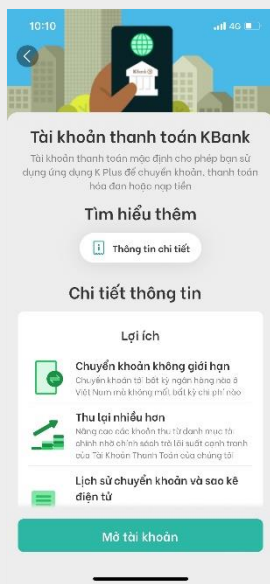 10:10
4G
KBank
Tài khoản thanh toán KBank
Tài khoản thanh toán mặc định cho phép bạn sử
dụng ứng dụng K Plus để chuyển khoản, thanh toán
hóa đơn hoặc nạp tiền
Tìm hiểu thêm
Thông tin chi tiết
Chi tiết thông tin
Lợi ích
Chuyển khoản không giới hạn
Chuyển khoản tới bất kỳ ngân hàng nào ở
Việt Nam mà không mất bất kỳ chi phí nào
Thu lại nhiều hơn
Nâng cao các khoản thu từ danh mục tài
chính nhờ chính sách trả lãi suất cạnh tranh
của Tài Khoản Thanh Toán của chúng tôi
Lịch sử chuyển khoản và sao kê
điện tử
Mở tài khoản